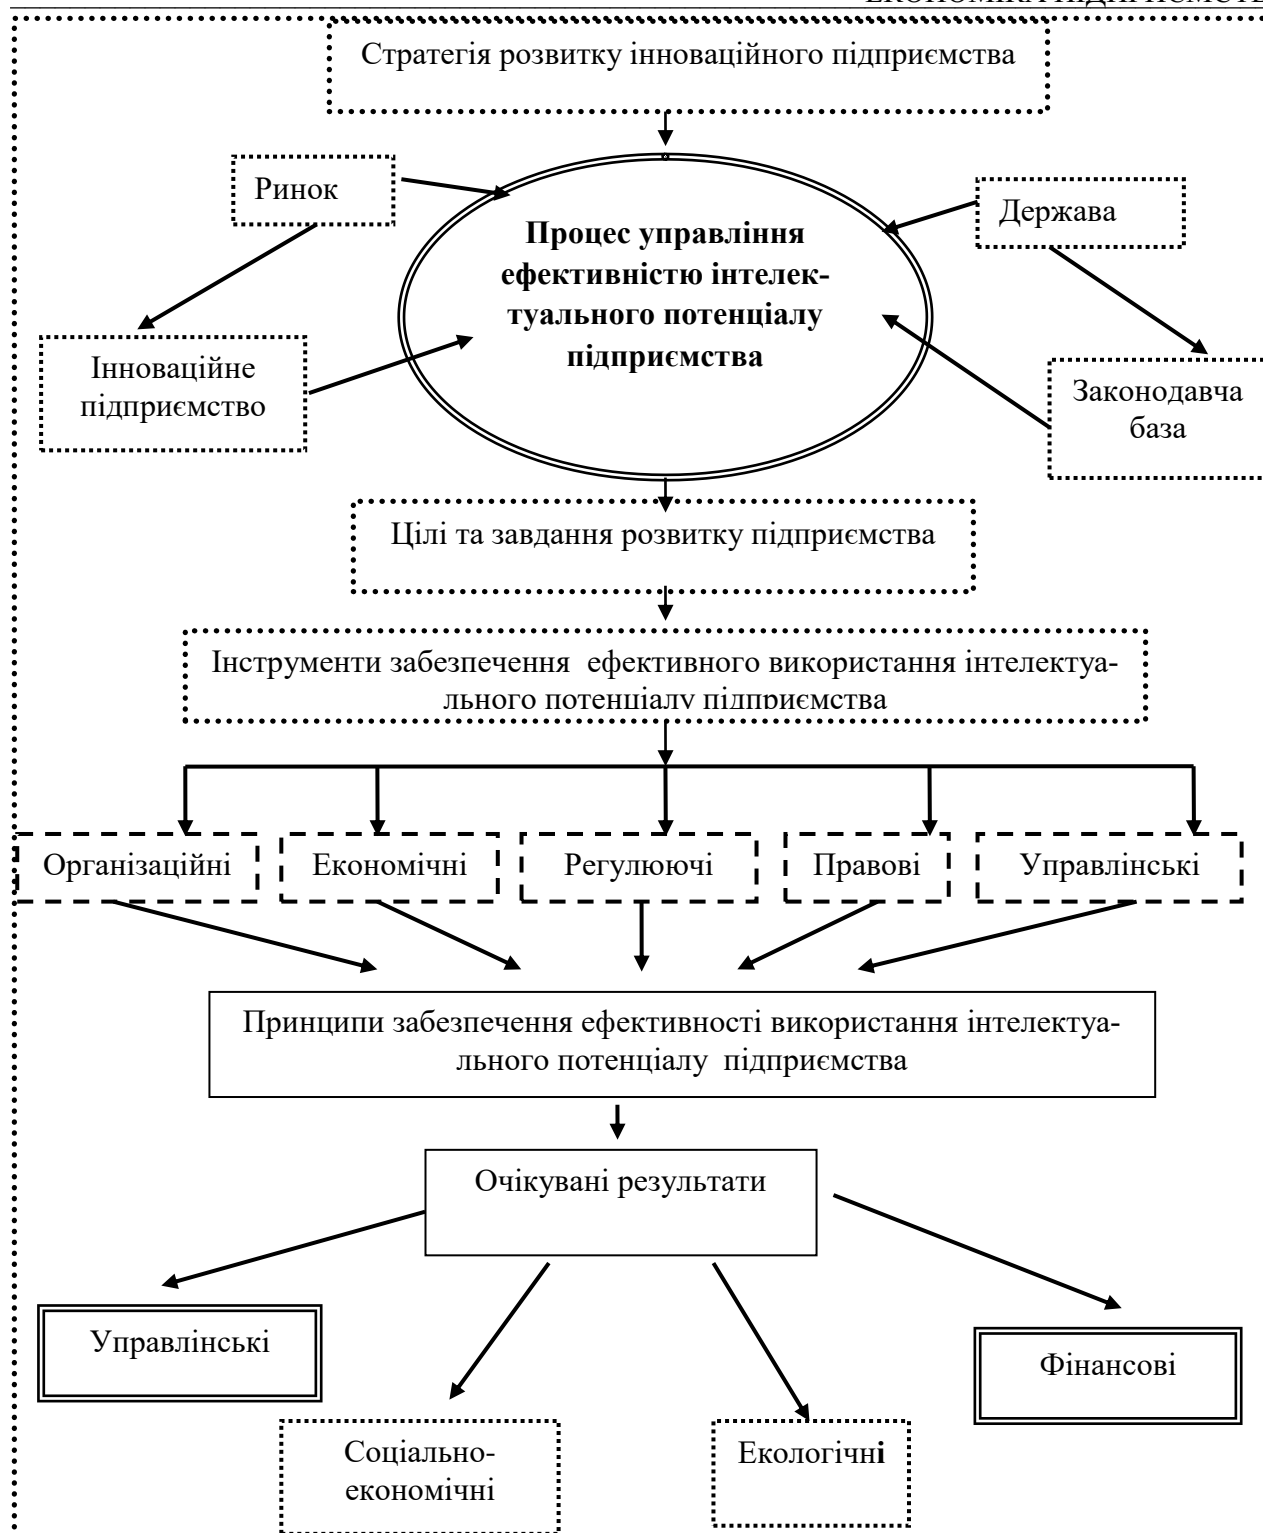 Стратегія розвитку інноваційного підприємства
Ринок
Держава
Процес управління
ефективністю інтелек-
туального потенціалу
підприємства
Інноваційне
підприємство
Законодавча
база
Цілі та завдання розвитку підприємства
Інструменти забезпечення ефективного використання інтелектуа-
льного потенціалу підприємства
Організаційні
Економічні
Регулюючі
Правові
Управлінські
Принципи забезпечення ефективності використання інтелектуа-
льного потенціалу підприємства
Очікувані результати
Управлінські
Фінансові
Соціально-
економічні
Екологічні